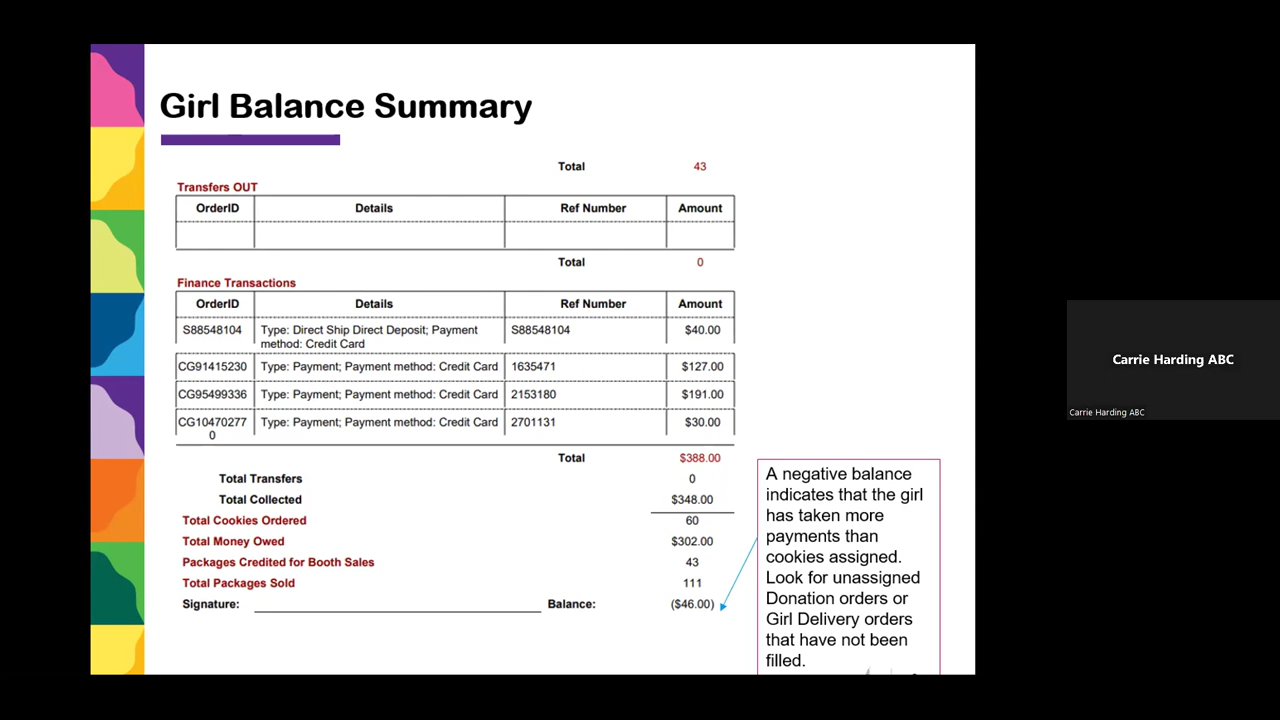 Girl Balance Summary
Total 43
Transfers OUT
OrderID Details Ref Number Amount
Total 0
Finance Transactions
OrderID Details Ref Number Amount
S88548104 Type: Direct Ship Direct Deposit; Payment S88548104 $40.00
method: Credit Card
CG91415230 Type: Payment; Payment method: Credit Card 1635471 $127.00
CG95499336 Type: Payment; Payment method: Credit Card 2153180 $191.00
CG10470277 Type: Payment; Payment method: Credit Card 2701131 $30.00
0
Total $388.00
Total Transfers 0
Total Collected $348.00
Total Cookies Ordered 60
Total Money Owed $302.00
Packages Credited for Booth Sales 43
Total Packages Sold 111
Signature: Balance: ($46.00)
A negative balance
indicates that the girl
has taken more
payments than
cookies assigned.
Look for unassigned
Donation orders or
Girl Delivery orders
that have not been
filled.
Carrie Harding ABC
Carrie Harding ABC